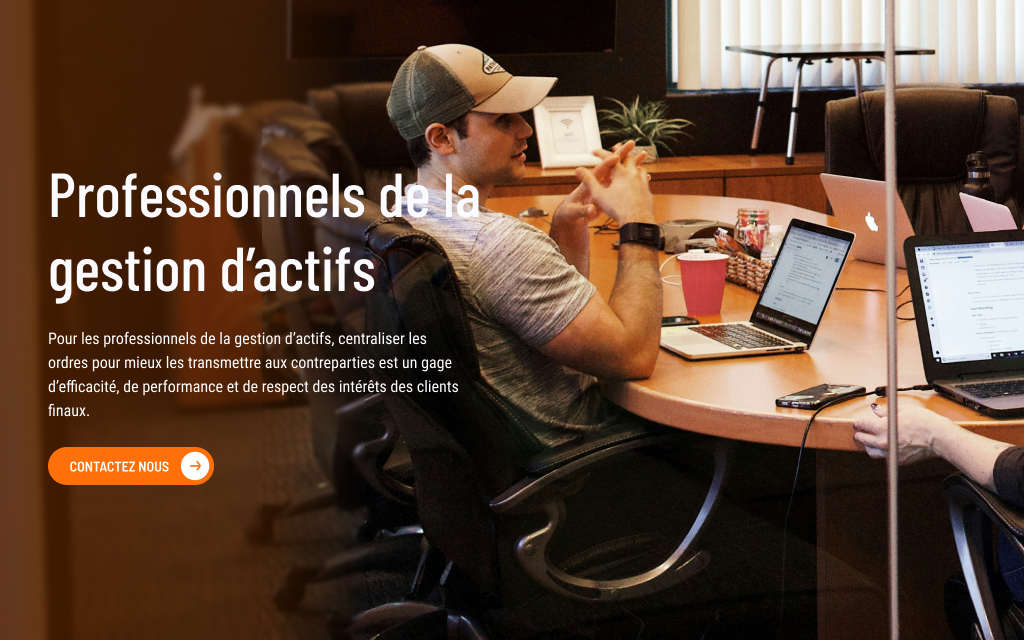 Professionnels de la
gestion d’actifs
Pour les professionnels de la gestion d’actifs, centraliser les
ordres pour mieux les transmettre aux contreparties est un gage
d’efficacité, de performance et de respect des intérêts des clients
finaux.
CONTACTEZ NOUS